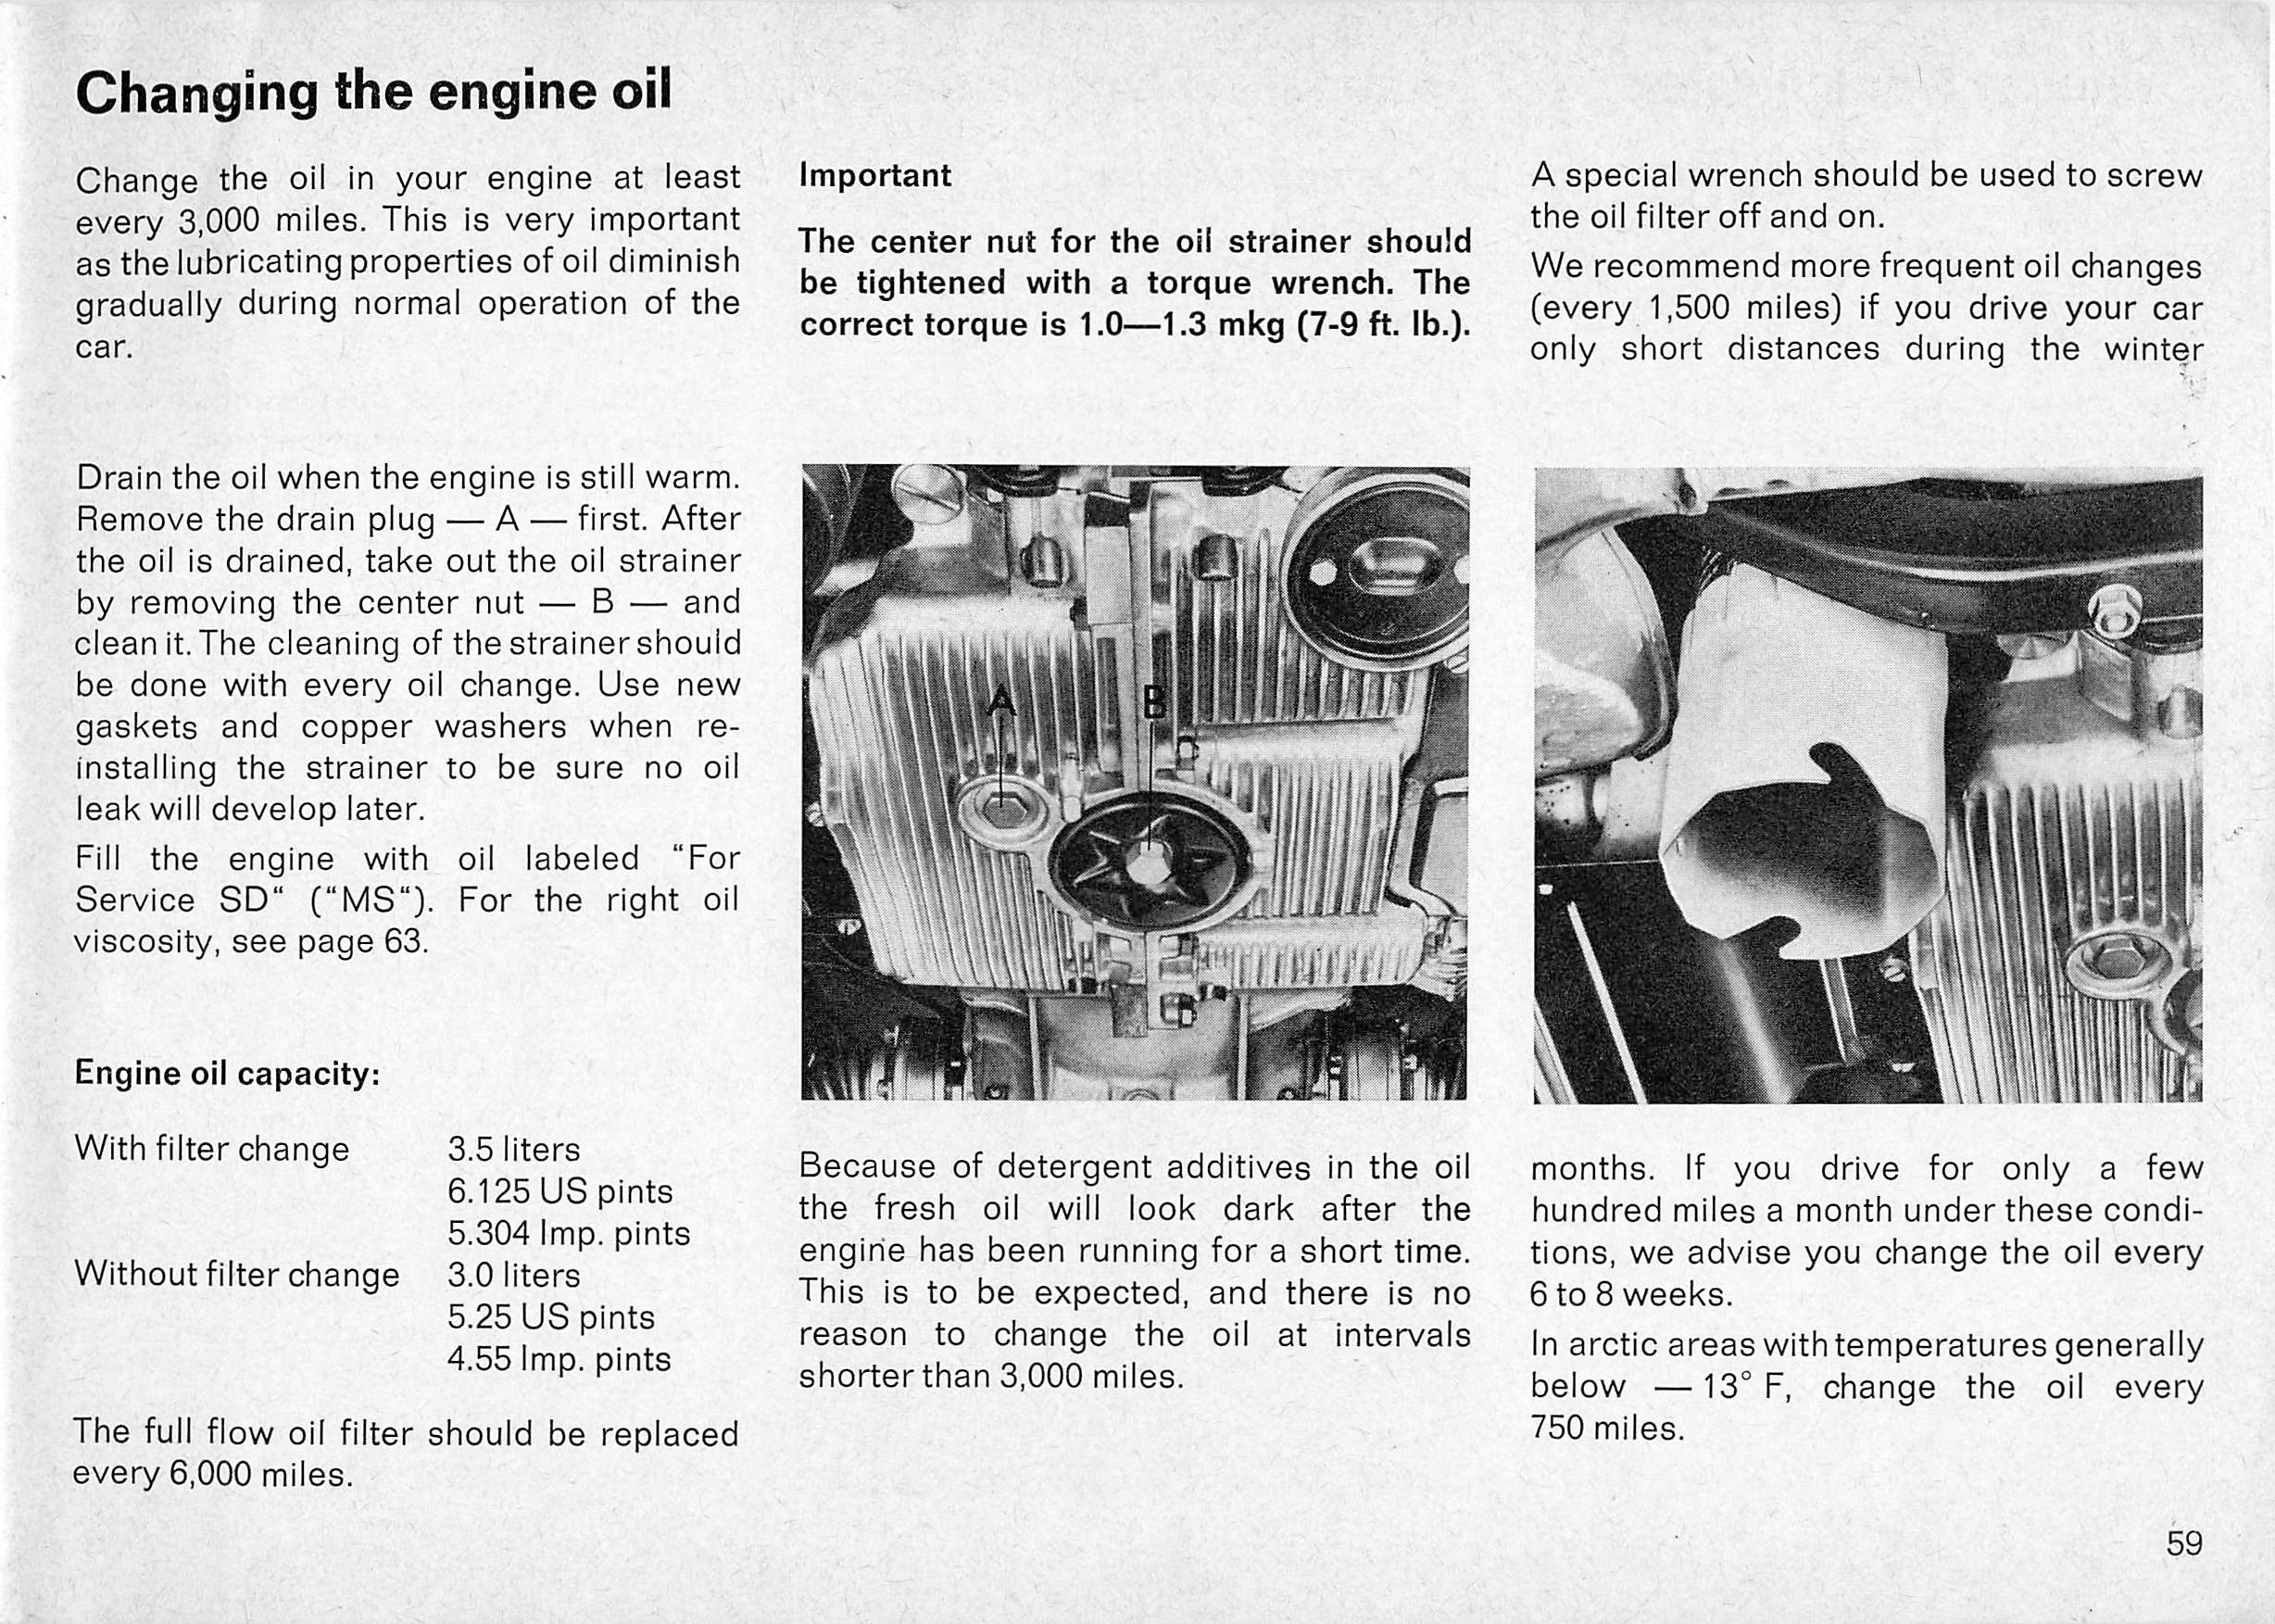 Changing the engine oil
Change the oil in your engine at least
every 3,000 miles. This is very important
as the lubricating properties of oil diminish
gradually during normal operation of the
car.
Drain the oil when the engine is still warm.
Remove the drain plug — A — first. After
the oil is drained, take out the oil strainer
by removing the center nut — B — and
clean it. The cleaning of the strainer should
be done with every oil change. Use new
gaskets and copper washers when re-
installing the strainer to be sure no oil
leak will develop later.
Fill the engine with oil labeled “For
Service SD“ (“MS“). For the right oil
viscosity, see page 63.
Engine oil capacity:
With filter change 3.5 liters
6.125 US pints
5.304 Imp. pints
Without filter change 3.0 liters
5.25 US pints
4.55 Imp. pints
The full flow oil filter should be replaced
every 6,000 miles.
Important
The center nut for the oil strainer should
be tightened with a torque wrench. The
correct torque is 1.0—1.3 mkg (7-9 ft. lb.).
A B
Because of detergent additives in the oil
the fresh oil will look dark after the
engine has been running for a short time.
This is to be expected, and there is no
reason to change the oil at intervals
shorter than 3,000 miles.
A special wrench should be used to screw
the oil filter off and on.
We recommend more frequent oil changes
(every 1,500 miles) if you drive your car
only short distances during the winter
months. If you drive for only a few
hundred miles a month under these condi-
tions, we advise you change the oil every
6 to 8 weeks.
In arctic areas with temperatures generally
below — 13° F, change the oil every
750 miles.
59